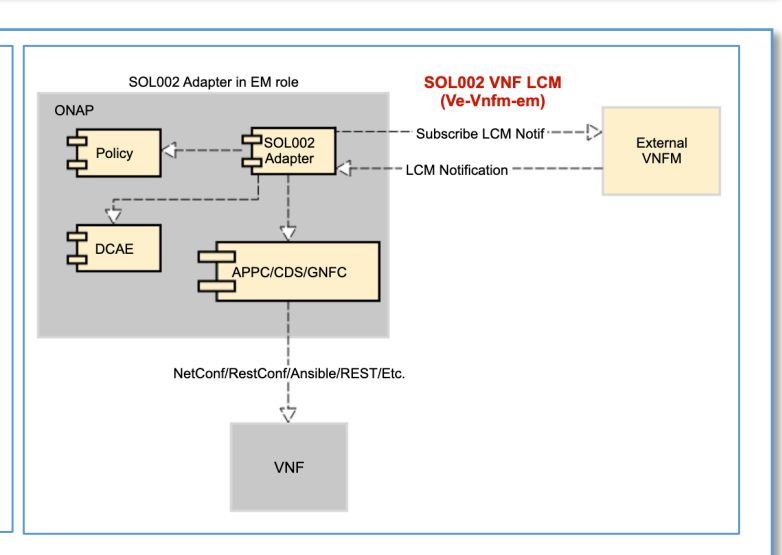 SOL002 Adapter in EM role
SOL002 VNF LCM
(Ve-Vnfm-em)
ONAP
Policy
SOL002
Adapter
Subscribe LCM Notif
External
VNFM
LCM Notification
DCAE
APPC/CDS/GNFC
NetConf/RestConf/Ansible/REST/Etc.
VNF